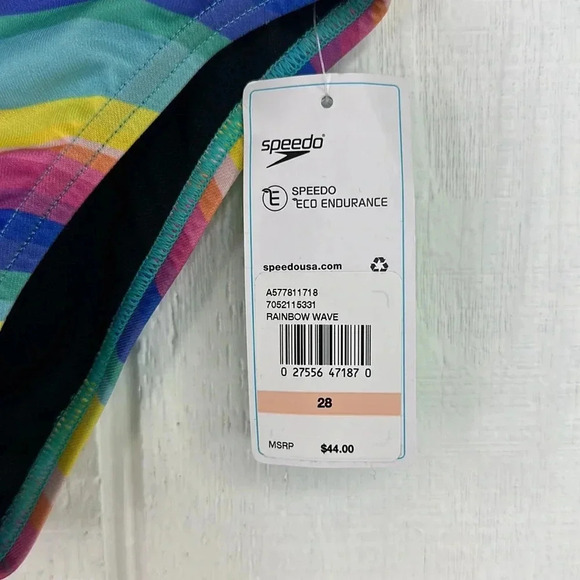 speedo
E
SPEEDO
ECO ENDURANCE
speedousa.com
A577811718
7052115331
RAINBOW WAVE
0 27556 47187 0
28
MSRP $44.00